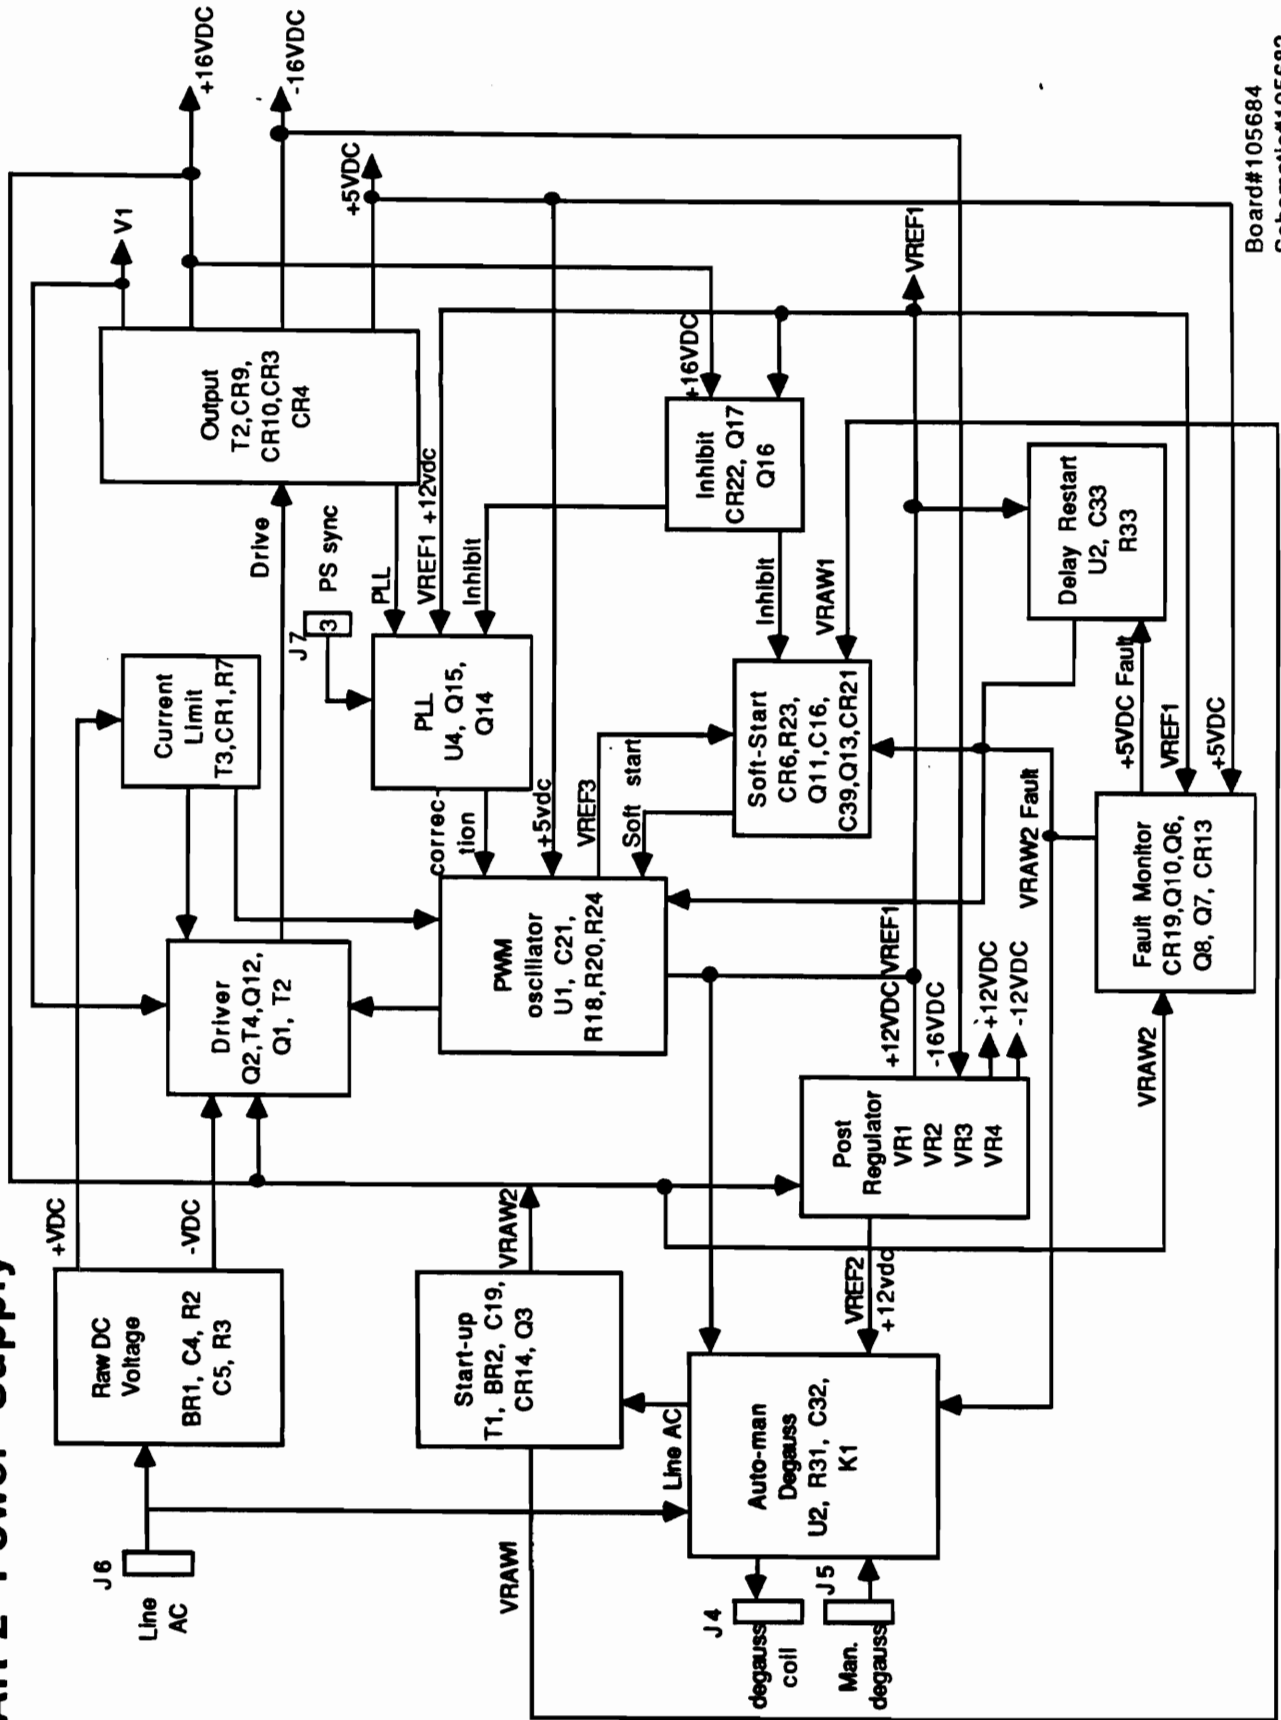 Power Supply
J6
Line
AC
Raw DC
Voltage
BR1, C4, R2
C5, R3
+VDC
-VDC
Driver
Q2,T4,Q12,
Q1, T2
Current
Limit
T3,CR1,R7
Drive
Output
T2,CR9,
CR10,CR3
CR4
V1
+16VDC
-16VDC
+5VDC
J7
3
PS sync
PLL
VREF1 +12vdc
Inhibit
PLL
U4, Q15,
Q14
correc-
tion
+5vdc
VREF3
Soft start
PWM
oscillator
U1, C21,
R18,R20,R24
Start-up
T1, BR2, C19,
CR14, Q3
VRAW2
VRAW1
Line AC
+16VDC
Inhibit
CR22, Q17
Q16
Inhibit
VRAW1
Soft-Start
CR6,R23,
Q11,C16,
C39,Q13,CR21
VREF1
+12VDC VREF1
-16VDC
+12VDC
-12VDC
Post
Regulator
VR1
VR2
VR3
VR4
VREF2
+12vdc
Auto-man
Degauss
U2, R31, C32,
K1
J4
degauss
coil
J5
Man.
degauss
Delay Restart
U2, C33
R33
+5VDC Fault
VREF1
+5VDC
VRAW2 Fault
Fault Monitor
CR19,Q10,Q6,
Q8, Q7, CR13
VRAW2
Board#105684